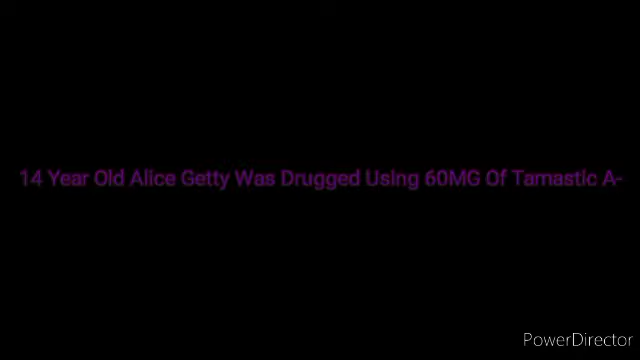 14 Year Old Alice Getty Was Drugged Using 60MG Of Tamastic A-
PowerDirector